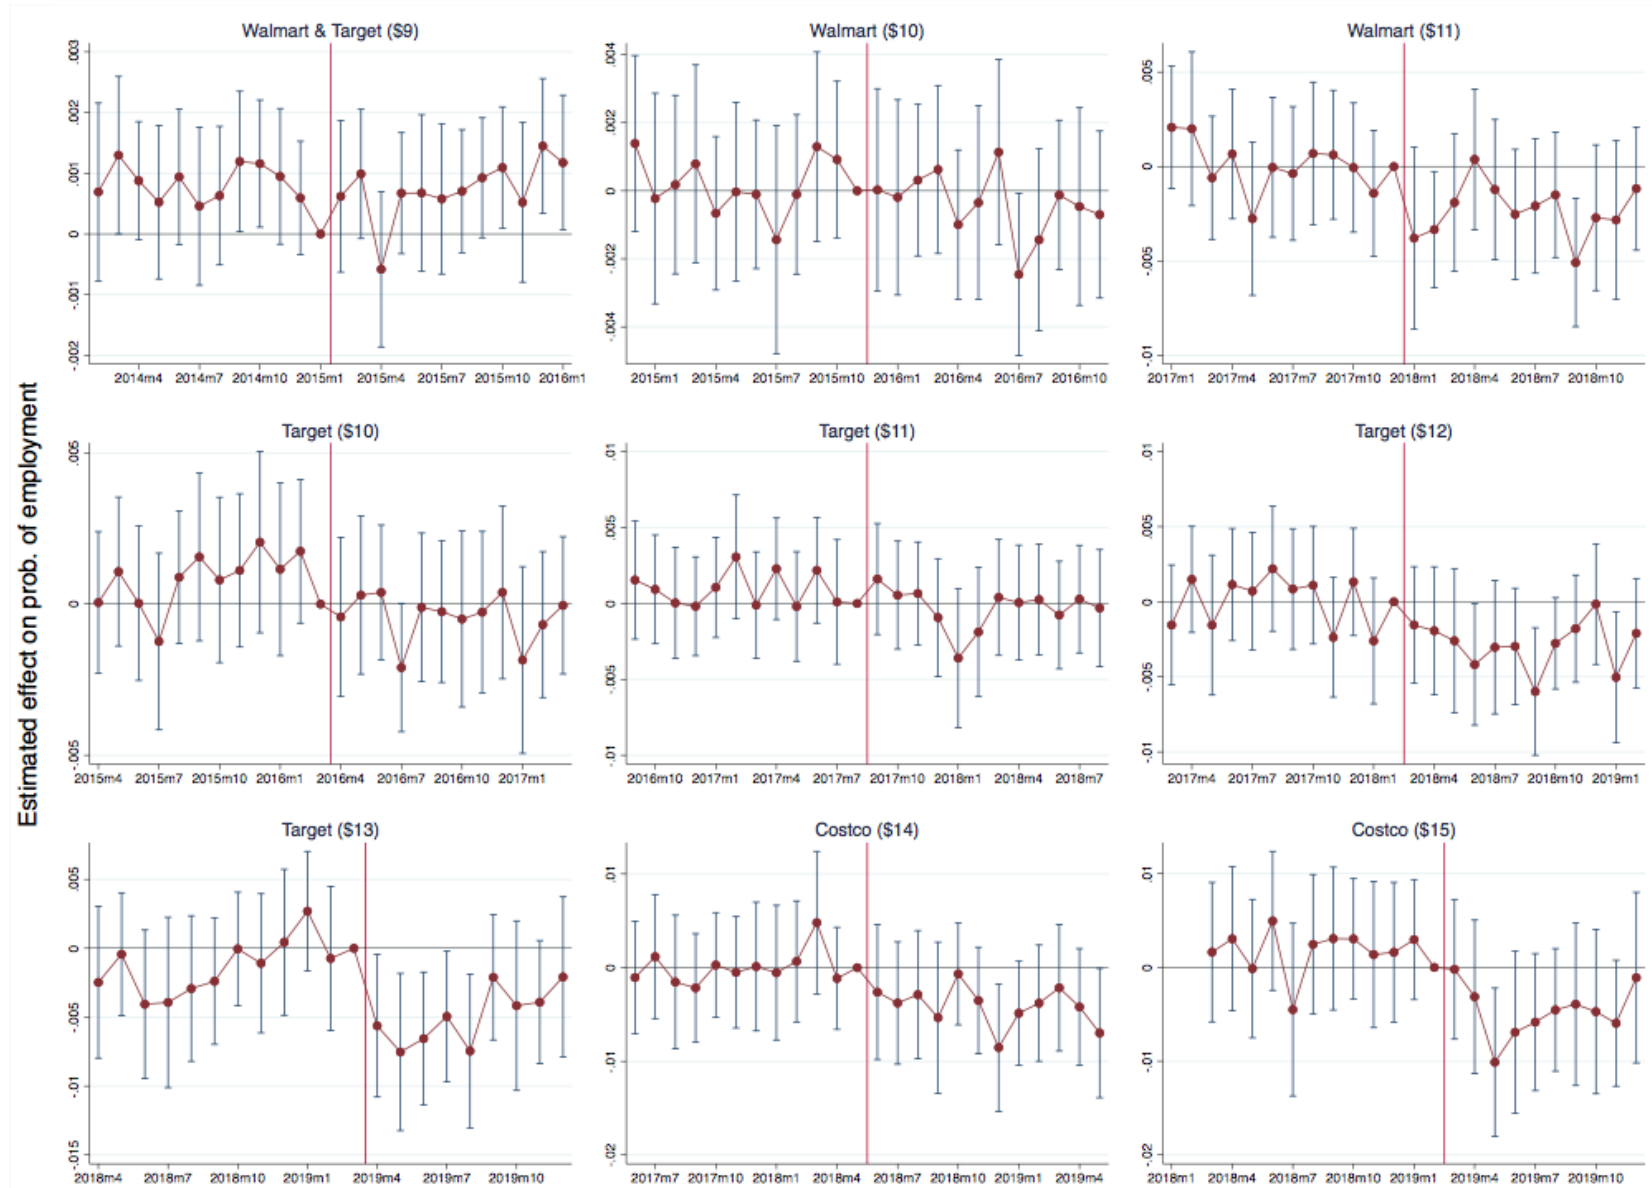 Estimated effect on prob. of employment
Walmart & Target ($9)
.003
.002
.001
0
-.001
-.002
2014m4 2014m7 2014m10 2015m1 2015m4 2015m7 2015m10 2016m1
Walmart ($10)
.004
.002
0
-.002
-.004
2015m1 2015m4 2015m7 2015m10 2016m1 2016m4 2016m7 2016m10
Walmart ($11)
.005
0
-.005
-.01
2017m1 2017m4 2017m7 2017m10 2018m1 2018m4 2018m7 2018m10
Target ($10)
.005
0
-.005
2015m4 2015m7 2015m10 2016m1 2016m4 2016m7 2016m10 2017m1
Target ($11)
.01
.005
0
-.005
-.01
2016m10 2017m1 2017m4 2017m7 2017m10 2018m1 2018m4 2018m7
Target ($12)
.01
.005
0
-.005
-.01
2017m4 2017m7 2017m10 2018m1 2018m4 2018m7 2018m10 2019m1
Target ($13)
.005
0
-.005
-.01
-.015
2018m4 2018m7 2018m10 2019m1 2019m4 2019m7 2019m10
Costco ($14)
.01
0
-.01
-.02
2017m7 2017m10 2018m1 2018m4 2018m7 2018m10 2019m1 2019m4
Costco ($15)
.01
0
-.01
-.02
2018m1 2018m4 2018m7 2018m10 2019m1 2019m4 2019m7 2019m10